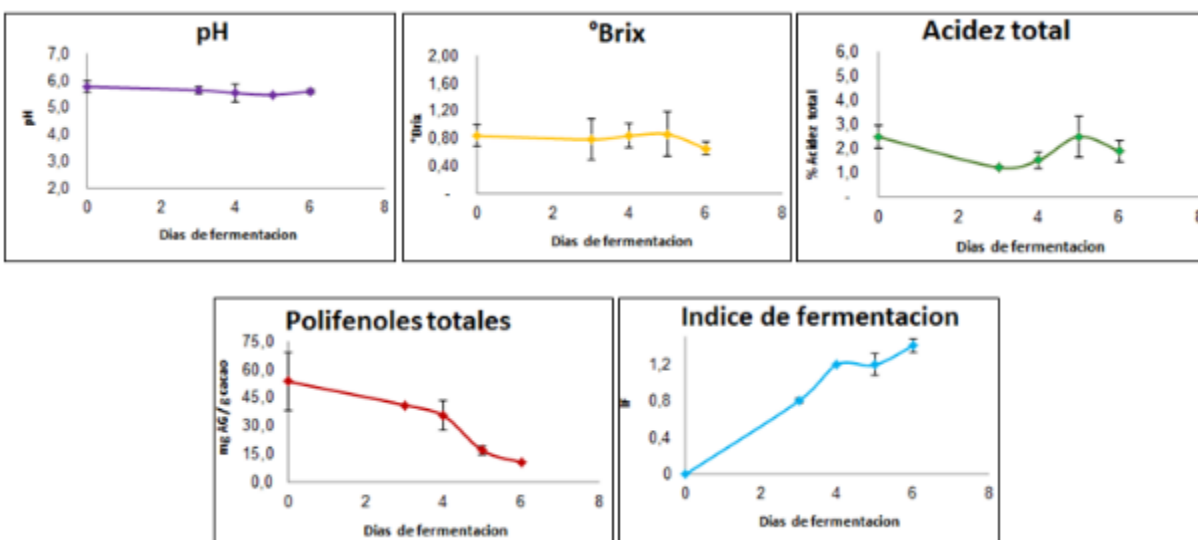 pH
7,0
6,0
5,0
4,0
3,0
2,0
pH
0 2 4 6 8
Dias de fermentacion
°Brix
2,00
1,60
1,20
0,80
0,40
-
°Brix
0 2 4 6 8
Dias de fermentacion
Acidez total
6,0
5,0
4,0
3,0
2,0
1,0
-
% Acidez total
0 2 4 6 8
Dias de fermentacion
Polifenoles totales
75,0
60,0
45,0
30,0
15,0
0,0
mg AG / g cacao
0 2 4 6 8
Dias de fermentacion
Indice de fermentacion
1,2
0,8
0,4
0
IF
0 2 4 6 8
Dias de fermentacion